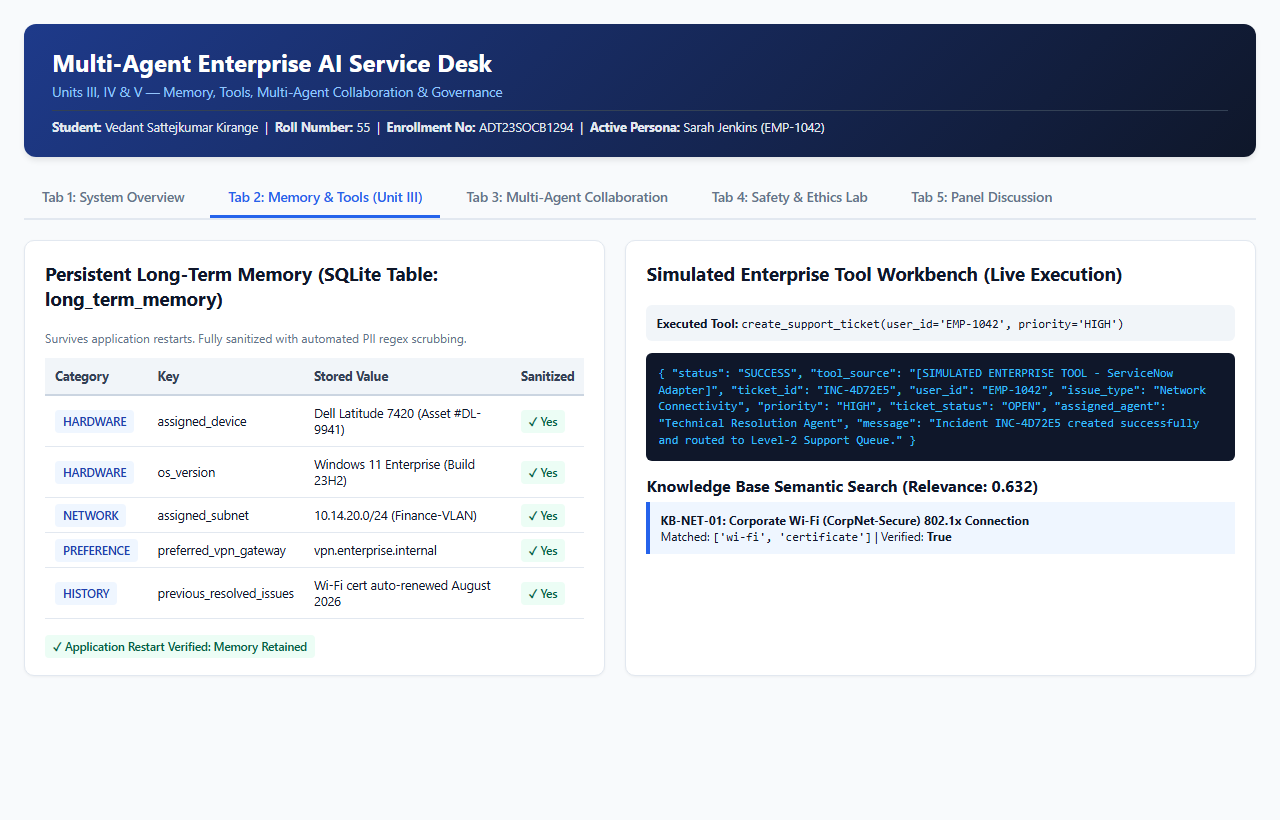 Multi-Agent Enterprise AI Service Desk
Units III, IV & V — Memory, Tools, Multi-Agent Collaboration & Governance
Student: Vedant Sattejkumar Kirange | Roll Number: 55 | Enrollment No: ADT23SOCB1294 | Active Persona: Sarah Jenkins (EMP-1042)
Tab 1: System Overview Tab 2: Memory & Tools (Unit III) Tab 3: Multi-Agent Collaboration Tab 4: Safety & Ethics Lab Tab 5: Panel Discussion
Persistent Long-Term Memory (SQLite Table:
long_term_memory)
Survives application restarts. Fully sanitized with automated PII regex scrubbing.
Category Key Stored Value Sanitized
HARDWARE assigned_device Dell Latitude 7420 (Asset #DL-
9941) ✓ Yes
HARDWARE os_version Windows 11 Enterprise (Build
23H2) ✓ Yes
NETWORK assigned_subnet 10.14.20.0/24 (Finance-VLAN) ✓ Yes
PREFERENCE preferred_vpn_gateway vpn.enterprise.internal ✓ Yes
HISTORY previous_resolved_issues Wi-Fi cert auto-renewed August
2026 ✓ Yes
✓ Application Restart Verified: Memory Retained
Simulated Enterprise Tool Workbench (Live Execution)
Executed Tool: create_support_ticket(user_id='EMP-1042', priority='HIGH')
{ "status": "SUCCESS", "tool_source": "[SIMULATED ENTERPRISE TOOL - ServiceNow
Adapter]", "ticket_id": "INC-4D72E5", "user_id": "EMP-1042", "issue_type": "Network
Connectivity", "priority": "HIGH", "ticket_status": "OPEN", "assigned_agent":
"Technical Resolution Agent", "message": "Incident INC-4D72E5 created successfully
and routed to Level-2 Support Queue." }
Knowledge Base Semantic Search (Relevance: 0.632)
KB-NET-01: Corporate Wi-Fi (CorpNet-Secure) 802.1x Connection
Matched: ['wi-fi', 'certificate'] | Verified: True